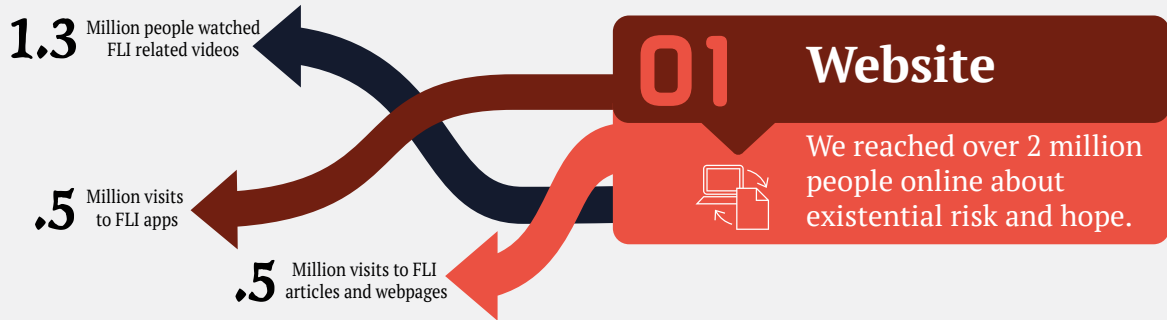 1.3
Million people watched
FLI related videos
.5
Million visits
to FLI apps
.5
Million visits to FLI
articles and webpages
01
Website
We reached over 2 million
people online about
existential risk and hope.